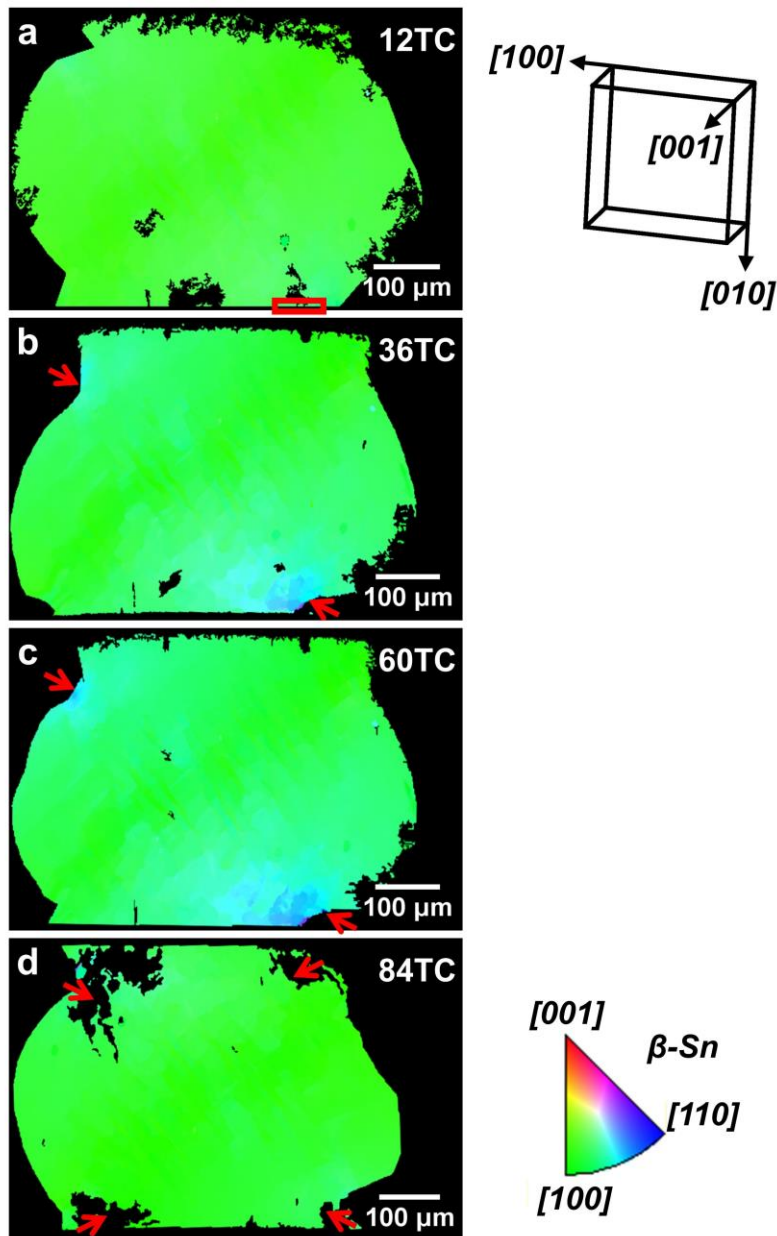 a
12TC
100 µm
[100]
[001]
[010]
b
36TC
100 µm
c
60TC
100 µm
d
84TC
100 µm
[001]
β-Sn
[110]
[100]